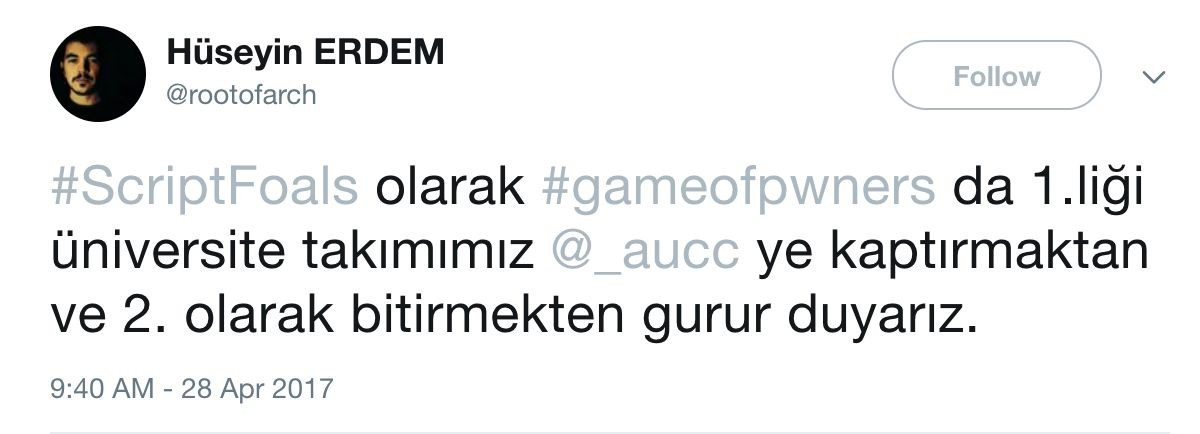 Hüseyin ERDEM
@rootofarch
Follow
#ScriptFoals olarak #gameofpwners da 1.liği
üniversite takımımız @_aucc ye kaptırmaktan
ve 2. olarak bitirmekten gurur duyarız.
9:40 AM - 28 Apr 2017